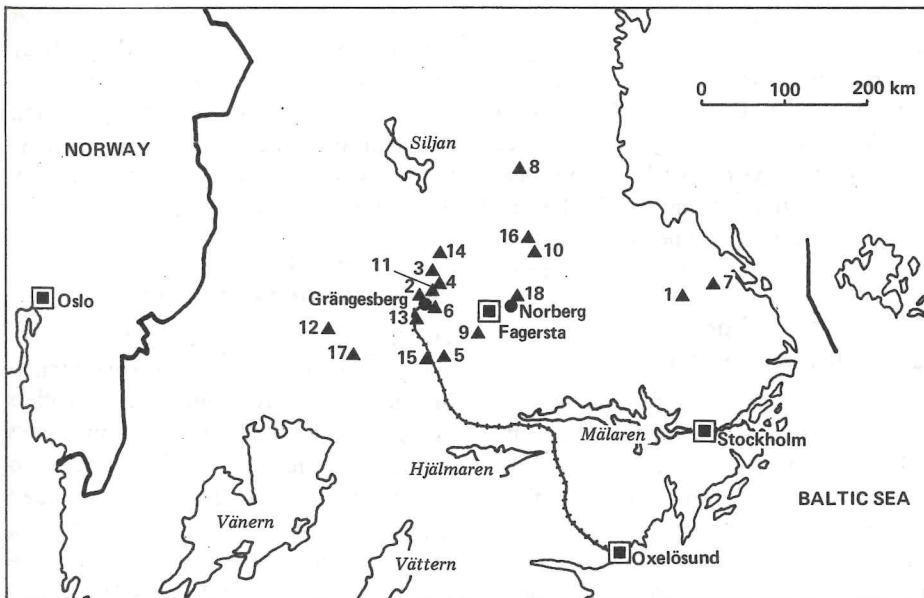 0 100 200 km
NORWAY
Siljan
8
16
10
14
11
3
4
7
2
1
Oslo
Grängesberg
6
18
Norberg
13
Fagersta
12
9
17
15
5
Mälaren
Stockholm
Hjälmaren
BALTIC SEA
Vänern
Vättern
Oxelösund